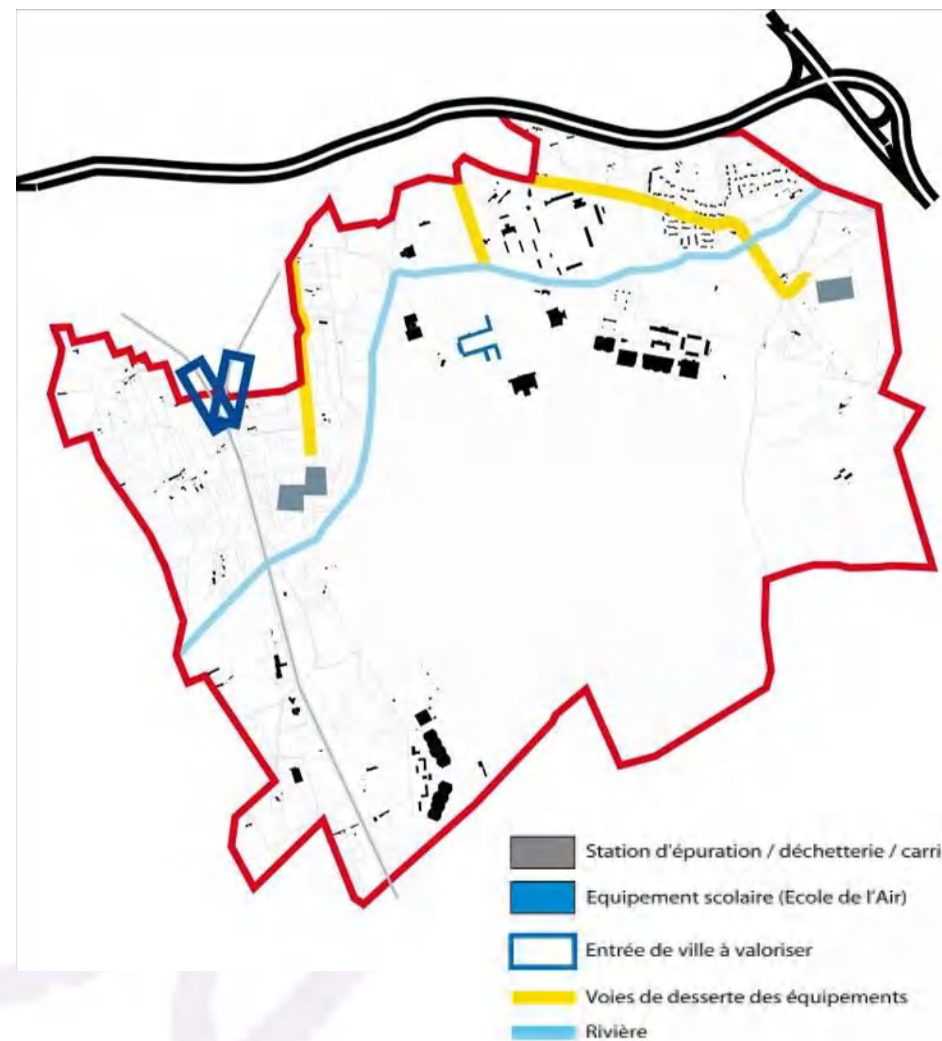 Station d'épuration / déchetterie / carri
Equipement scolaire (Ecole de l'Air)
Entrée de ville à valoriser
Voies de desserte des équipements
Rivière